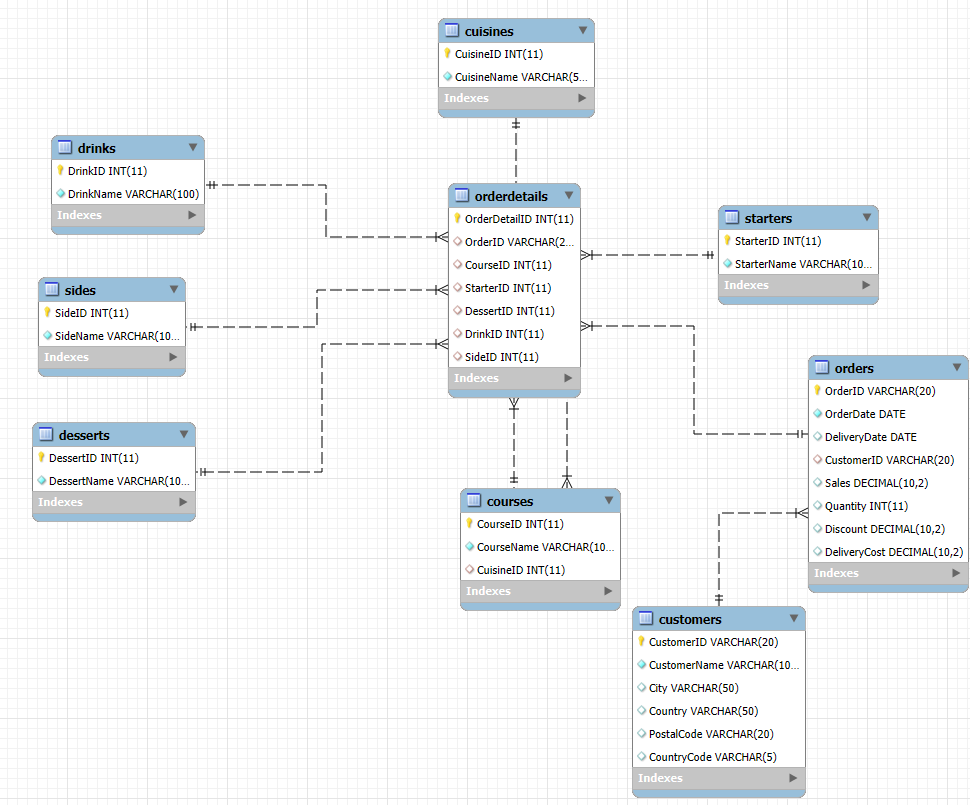 cuisines
CuisineID INT(11)
CuisineName VARCHAR(5...
Indexes
drinks
DrinkID INT(11)
DrinkName VARCHAR(100)
Indexes
orderdetails
OrderDetailID INT(11)
OrderID VARCHAR(2...
CourseID INT(11)
StarterID INT(11)
DessertID INT(11)
DrinkID INT(11)
SideID INT(11)
Indexes
starters
StarterID INT(11)
StarterName VARCHAR(10...
Indexes
sides
SideID INT(11)
SideName VARCHAR(10...
Indexes
orders
OrderID VARCHAR(20)
OrderDate DATE
DeliveryDate DATE
CustomerID VARCHAR(20)
Sales DECIMAL(10,2)
Quantity INT(11)
Discount DECIMAL(10,2)
DeliveryCost DECIMAL(10,2)
Indexes
desserts
DessertID INT(11)
DessertName VARCHAR(10...
Indexes
courses
CourseID INT(11)
CourseName VARCHAR(10...
CuisineID INT(11)
Indexes
customers
CustomerID VARCHAR(20)
CustomerName VARCHAR(10...
City VARCHAR(50)
Country VARCHAR(50)
PostalCode VARCHAR(20)
CountryCode VARCHAR(5)
Indexes